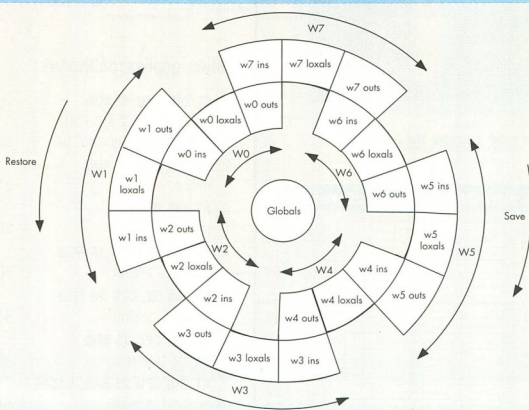 W7
w7 ins
w7 loxals
w7 outs
w0 outs
w0 loxals
w0 ins
w6 ins
w6 loxals
w6 outs
w1 outs
w1
loxals
w1 ins
Restore
W1
W0
W6
Globals
w5 ins
w5
loxals
w5 outs
W5
Save
w2 outs
w2 loxals
w2 ins
W2
W4
w4 ins
w4 loxals
w4 outs
w3 outs
w3 loxals
w3 ins
W3